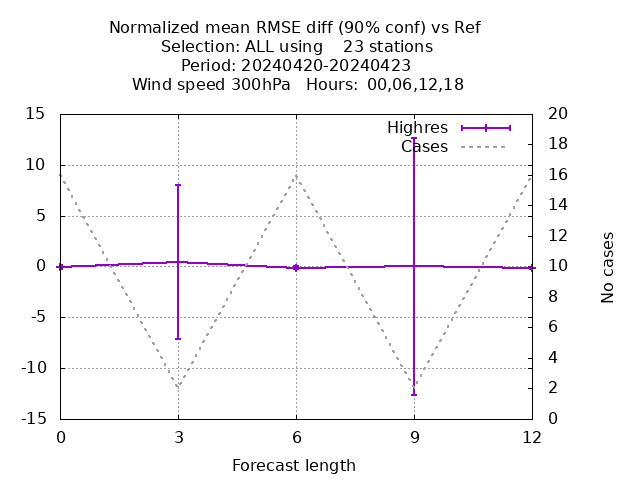 Normalized mean RMSE diff (90% conf) vs Ref
Selection: ALL using    23 stations
Period: 20240420-20240423
Wind speed 300hPa   Hours: 00,06,12,18
15
10
5
0
-5
-10
-15
20
18
16
14
12
10
8
6
4
2
0
Highres
Cases
No cases
0
3
6
9
12
Forecast length